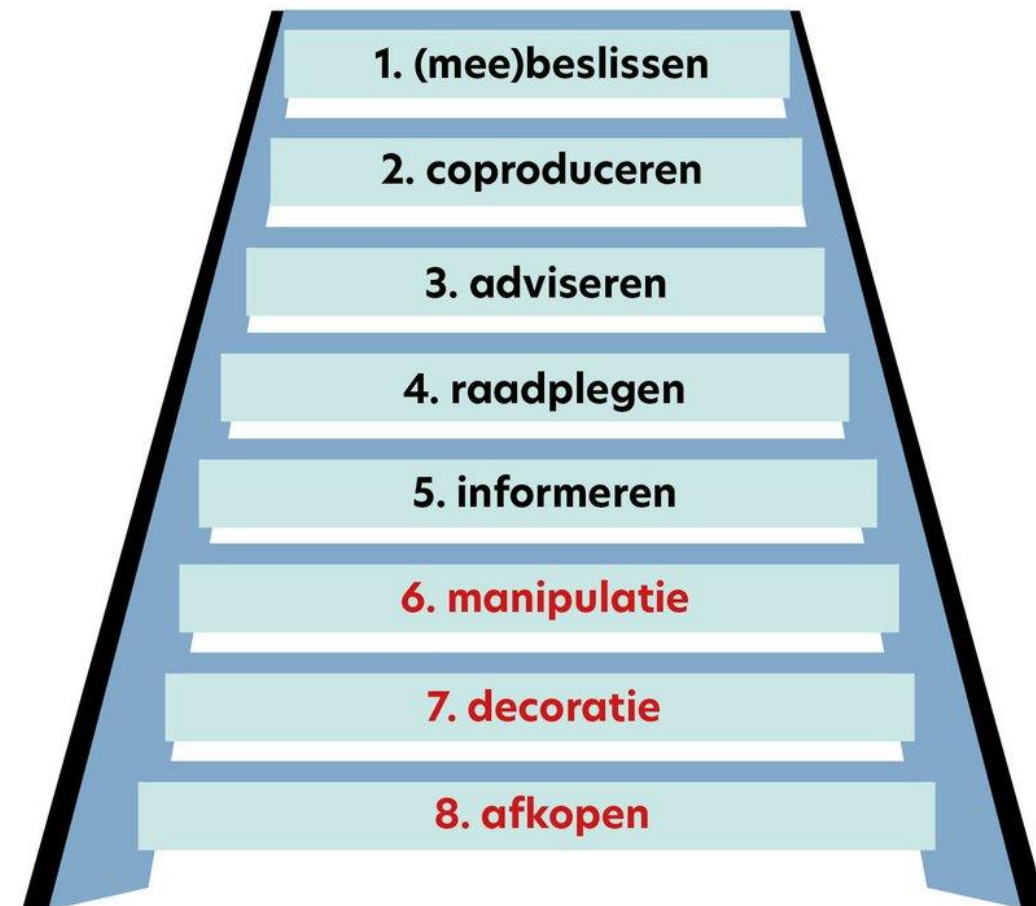 1. (mee)beslissen
2. coproduceren
3. adviseren
4. raadplegen
5. informeren
6. manipulatie
7. decoratie
8. afkopen